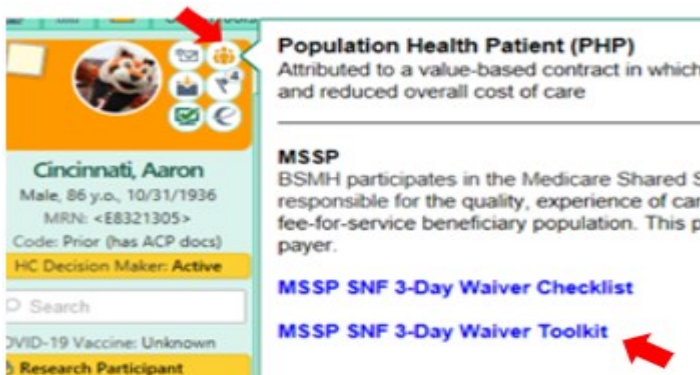 Population Health Patient (PHP)
Attributed to a value-based contract in which
and reduced overall cost of care
4
Cincinnati, Aaron
Male, 86 y.o., 10/31/1936
MRN: <E8321305>
Code: Prior (has ACP docs)
HC Decision Maker: Active
Search
OVID-19 Vaccine: Unknown
Research Participant
MSSP
BSMH participates in the Medicare Shared S
responsible for the quality, experience of car
fee-for-service beneficiary population. This p
payer.
MSSP SNF 3-Day Waiver Checklist
MSSP SNF 3-Day Waiver Toolkit